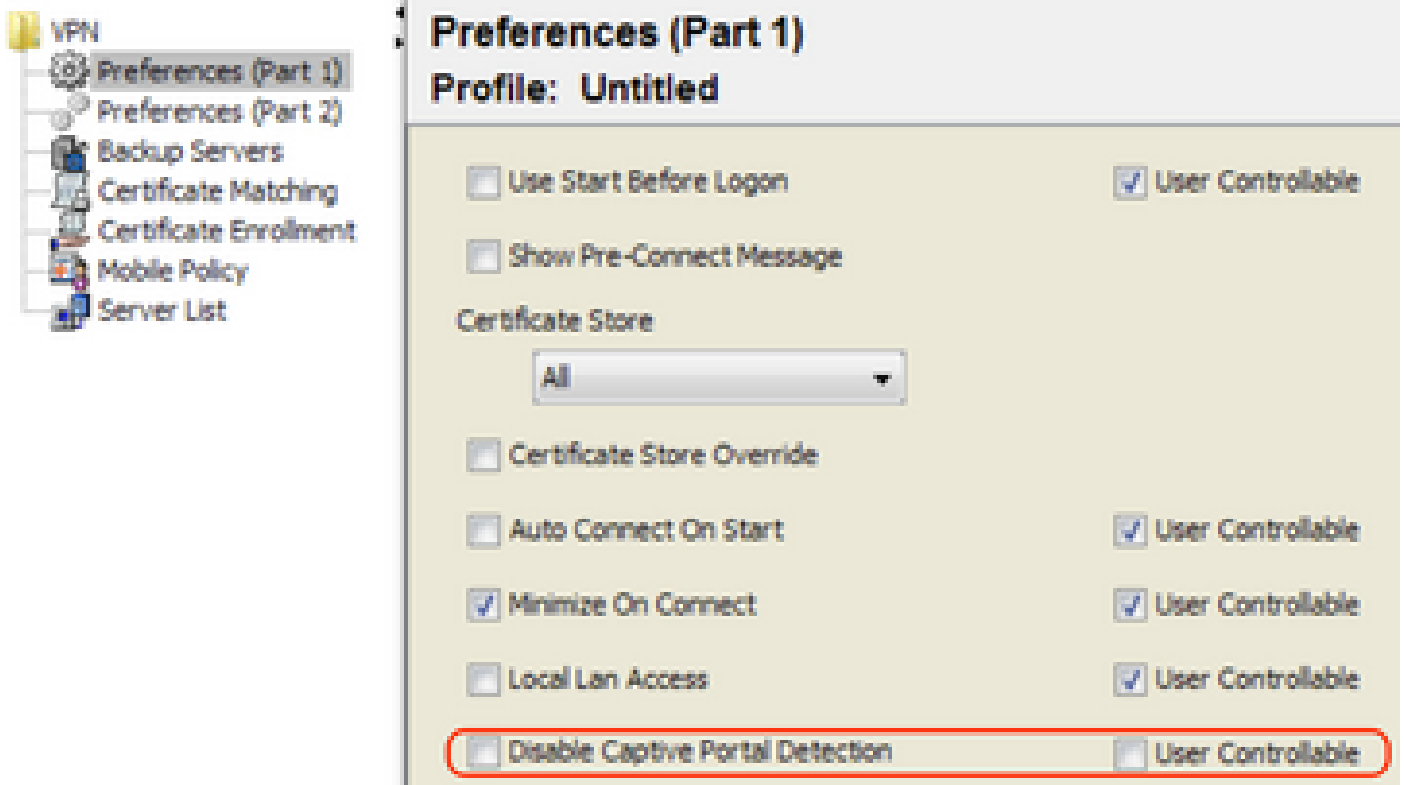 VPN
Preferences (Part 1)
Preferences (Part 2)
Backup Servers
Certificate Matching
Certificate Enrollment
Mobile Policy
Server List
Preferences (Part 1)
Profile: Untitled
Use Start Before Logon User Controllable
Show Pre-Connect Message
Certificate Store
All
Certificate Store Override
Auto Connect On Start User Controllable
Minimize On Connect User Controllable
Local Lan Access User Controllable
Disable Captive Portal Detection User Controllable